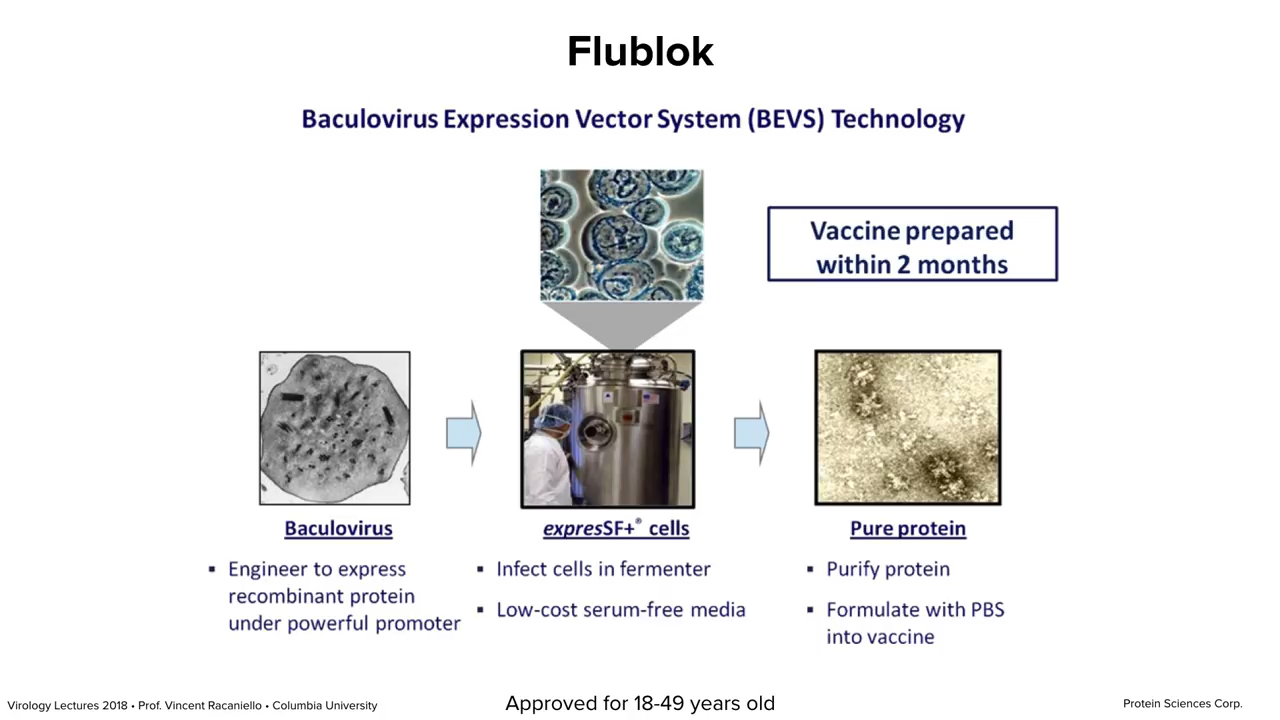 Flublok
Baculovirus Expression Vector System (BEVS) Technology
Vaccine prepared
within 2 months
Baculovirus
▪ Engineer to express
recombinant protein
under powerful promoter
expresSF+® cells
▪ Infect cells in fermenter
▪ Low-cost serum-free media
Pure protein
▪ Purify protein
▪ Formulate with PBS
into vaccine
Virology Lectures 2018 • Prof. Vincent Racaniello • Columbia University
Approved for 18-49 years old
Protein Sciences Corp.